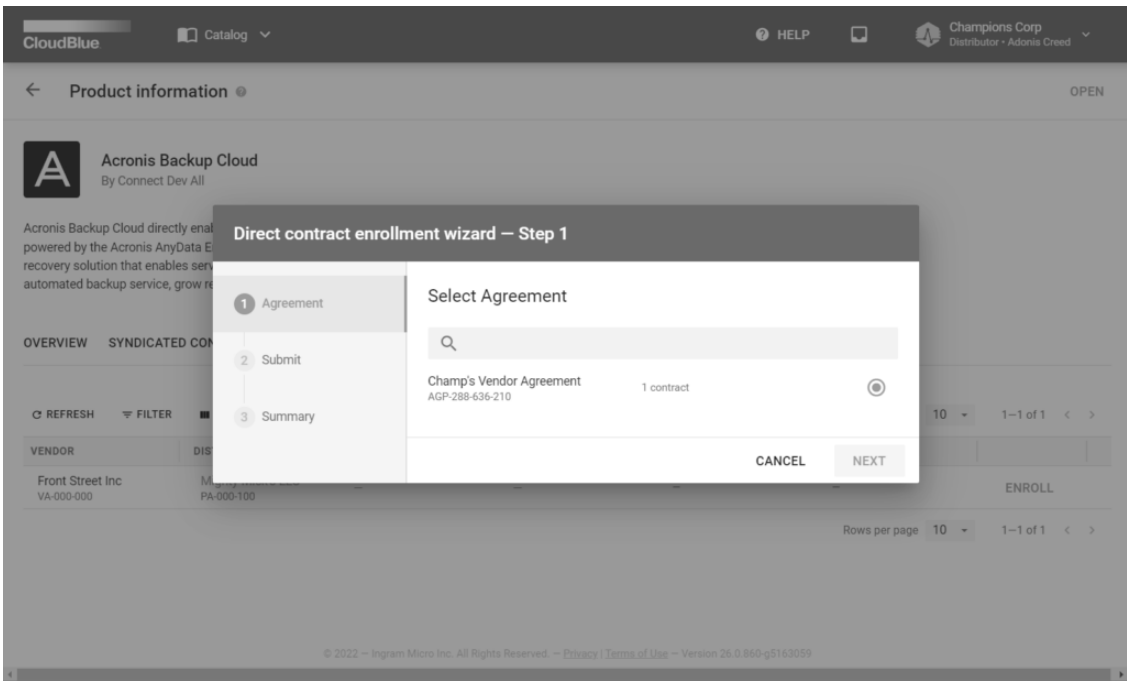 CloudBlue
Catalog
HELP
Champions Corp
Distributor • Adonis Creed
Product information
OPEN
Acronis Backup Cloud
By Connect Dev All
Acronis Backup Cloud directly enal
powered by the Acronis AnyData E
recovery solution that enables serv
automated backup service, grow re
OVERVIEW SYNDICATED CON
Direct contract enrollment wizard — Step 1
1 Agreement
2 Submit
3 Summary
Select Agreement
Champ's Vendor Agreement
AGP-288-636-210
1 contract
CANCEL NEXT
REFRESH FILTER
10 1–1 of 1
VENDOR DIS
Front Street Inc
VA-000-000
PA-000-100
— — — —
ENROLL
Rows per page 10 1–1 of 1
© 2022 – Ingram Micro Inc. All Rights Reserved. – Privacy | Terms of Use – Version 26.0.860-g5163059